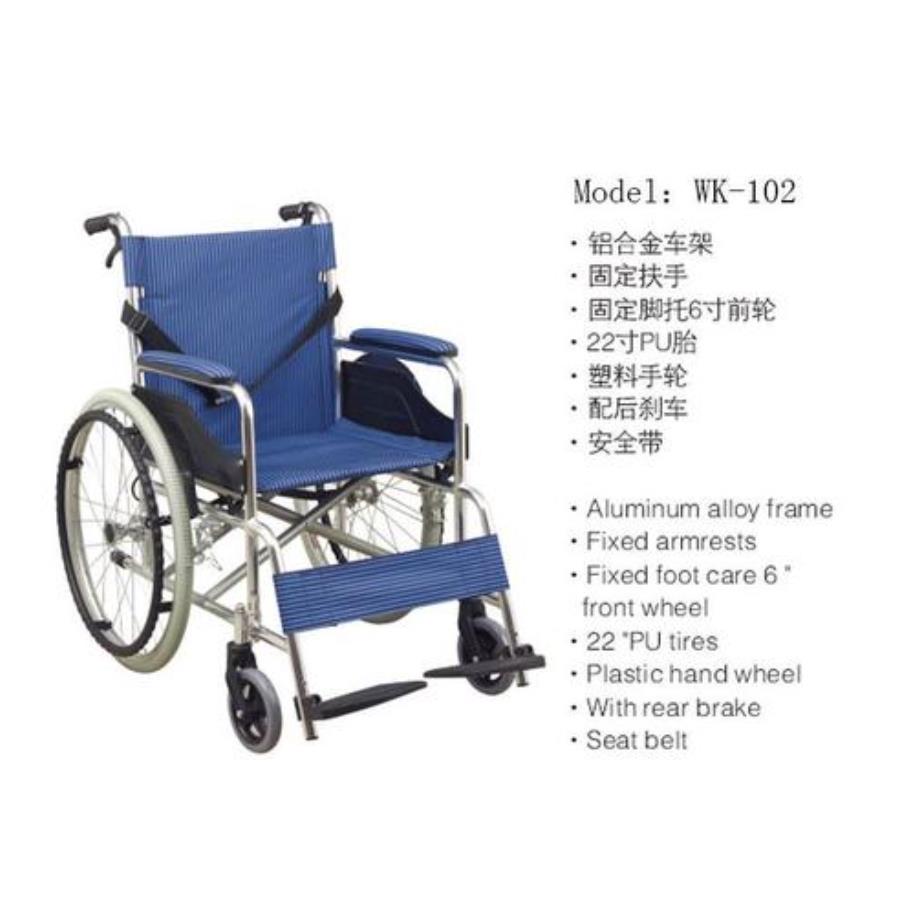 Model: WK-102
・铝合金车架
・固定扶手
・固定脚托6寸前轮
・22寸PU胎
・塑料手轮
・配后刹车
・安全带
・Aluminum alloy frame
・Fixed armrests
・Fixed foot care 6 "
front wheel
・22 "PU tires
・Plastic hand wheel
・With rear brake
・Seat belt